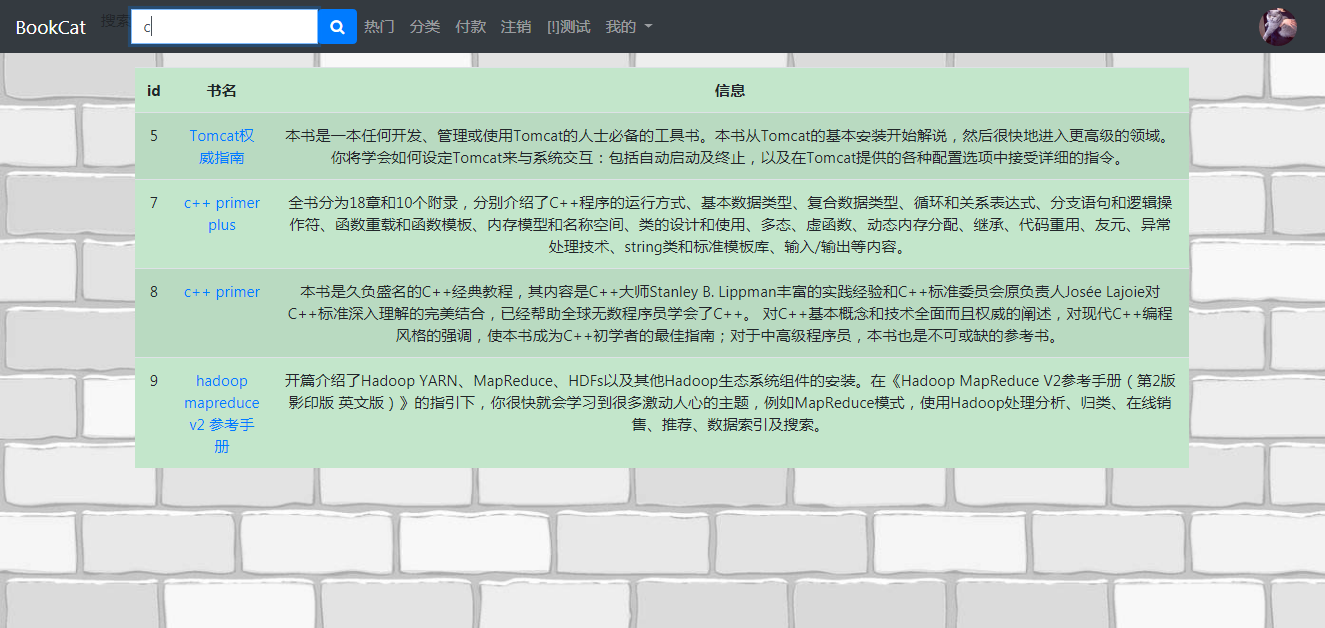 BookCat 搜索 c 热门 分类 付款 注销 [!]测试 我的
id 书名 信息
5 Tomcat权 本书是一本任何开发、管理或使用Tomcat的人士必备的工具书。本书从Tomcat的基本安装开始解说，然后很快地进入更高级的领域。
威指南 你将学会如何设定Tomcat来与系统交互：包括自动启动及终止，以及在Tomcat提供的各种配置选项中接受详细的指令。
7 c++ primer 全书分为18章和10个附录，分别介绍了C++程序的运行方式、基本数据类型、复合数据类型、循环和关系表达式、分支语句和逻辑操
plus 作符、函数重载和函数模板、内存模型和名称空间、类的设计和使用、多态、虚函数、动态内存分配、继承、代码重用、友元、异常
处理技术、string类和标准模板库、输入/输出等内容。
8 c++ primer 本书是久负盛名的C++经典教程，其内容是C++大师Stanley B. Lippman丰富的实践经验和C++标准委员会原负责人Josée Lajoie对
C++标准深入理解的完美结合，已经帮助全球无数程序员学会了C++。 对C++基本概念和技术全面而且权威的阐述，对现代C++编程
风格的强调，使本书成为C++初学者的最佳指南；对于中高级程序员，本书也是不可或缺的参考书。
9 hadoop 开篇介绍了Hadoop YARN、MapReduce、HDFs以及其他Hadoop生态系统组件的安装。在《Hadoop MapReduce V2参考手册（第2版
mapreduce 影印版 英文版）》的指引下，你很快就会学习到很多激动人心的主题，例如MapReduce模式，使用Hadoop处理分析、归类、在线销
v2 参考手 售、推荐、数据索引及搜索。
册